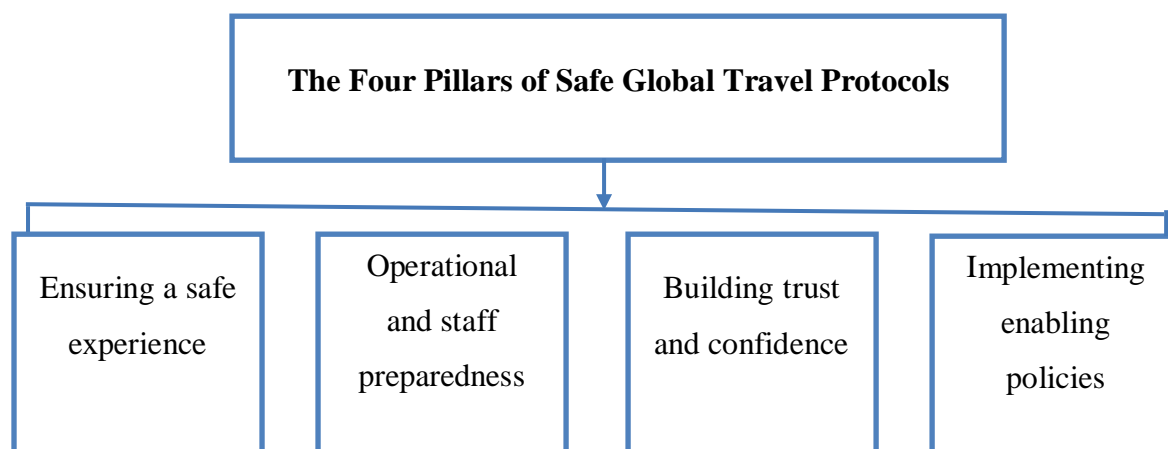 The Four Pillars of Safe Global Travel Protocols
Ensuring a safe
experience
Operational
and staff
preparedness
Building trust
and confidence
Implementing
enabling
policies